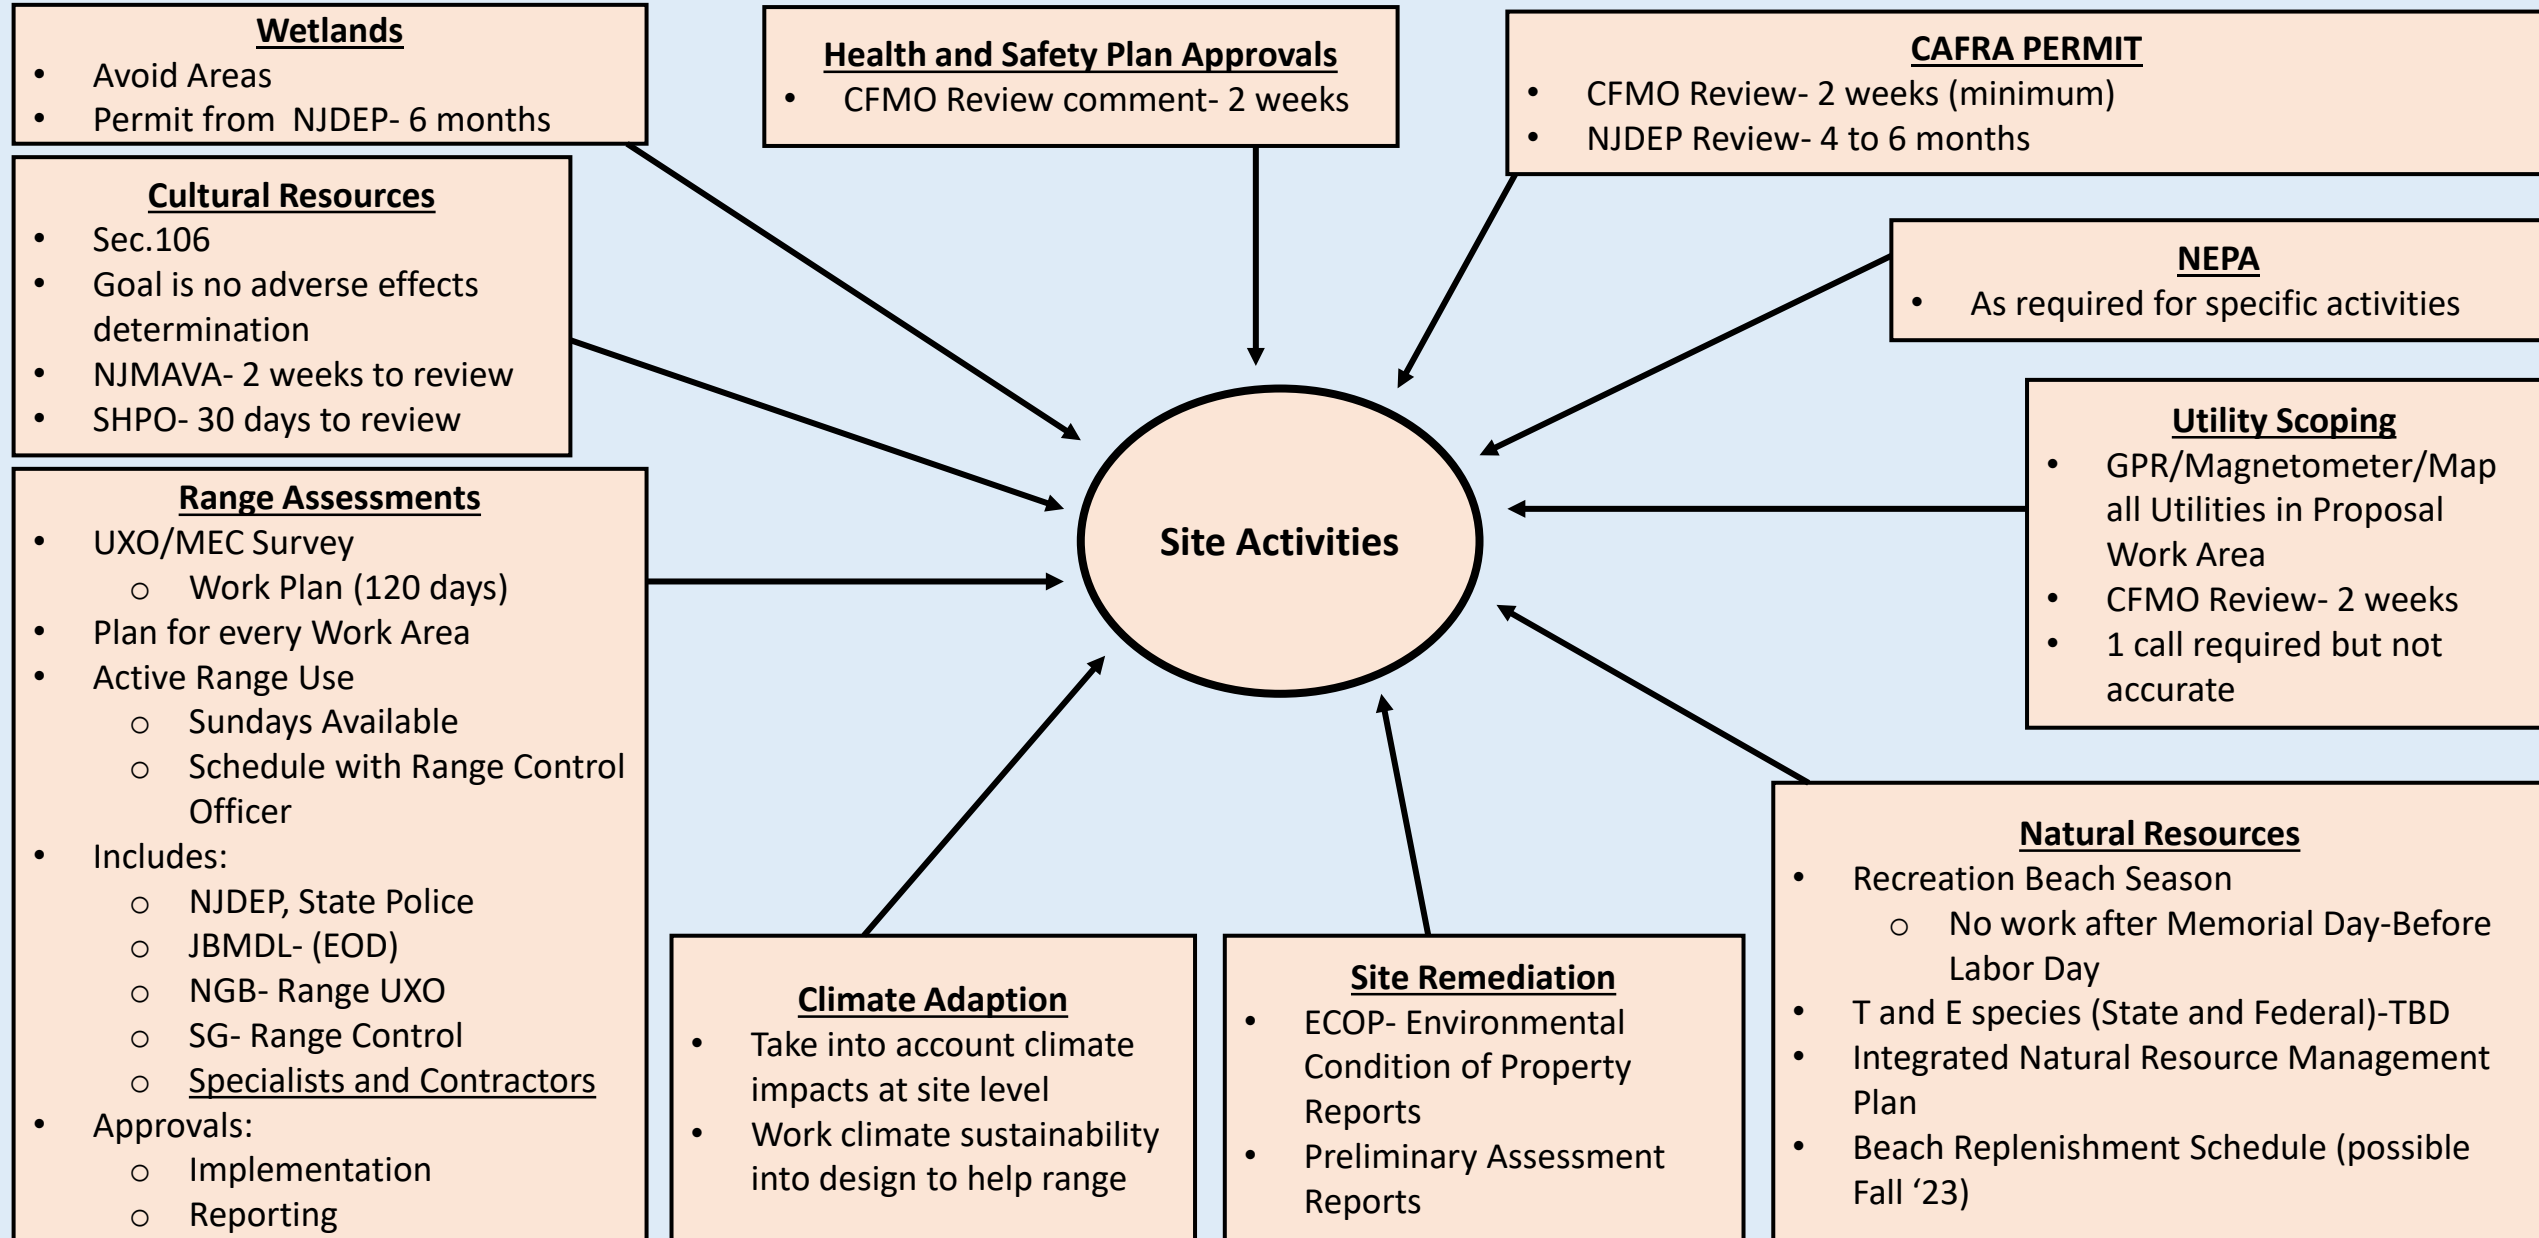 Wetlands
• Avoid Areas
• Permit from NJDEP- 6 months
Health and Safety Plan Approvals
• CFMO Review comment- 2 weeks
CAFRA PERMIT
• CFMO Review- 2 weeks (minimum)
• NJDEP Review- 4 to 6 months
Cultural Resources
• Sec.106
• Goal is no adverse effects
determination
• NJMAVA- 2 weeks to review
• SHPO- 30 days to review
NEPA
• As required for specific activities
Utility Scoping
• GPR/Magnetometer/Map
all Utilities in Proposal
Work Area
• CFMO Review- 2 weeks
• 1 call required but not
accurate
Site Activities
Range Assessments
• UXO/MEC Survey
o Work Plan (120 days)
• Plan for every Work Area
• Active Range Use
o Sundays Available
o Schedule with Range Control
Officer
• Includes:
o NJDEP, State Police
o JBMDL- (EOD)
o NGB- Range UXO
o SG- Range Control
o Specialists and Contractors
• Approvals:
o Implementation
o Reporting
Climate Adaption
• Take into account climate
impacts at site level
• Work climate sustainability
into design to help range
Site Remediation
• ECOP- Environmental
Condition of Property
Reports
• Preliminary Assessment
Reports
Natural Resources
• Recreation Beach Season
o No work after Memorial Day-Before
Labor Day
• T and E species (State and Federal)-TBD
• Integrated Natural Resource Management
Plan
• Beach Replenishment Schedule (possible
Fall ‘23)